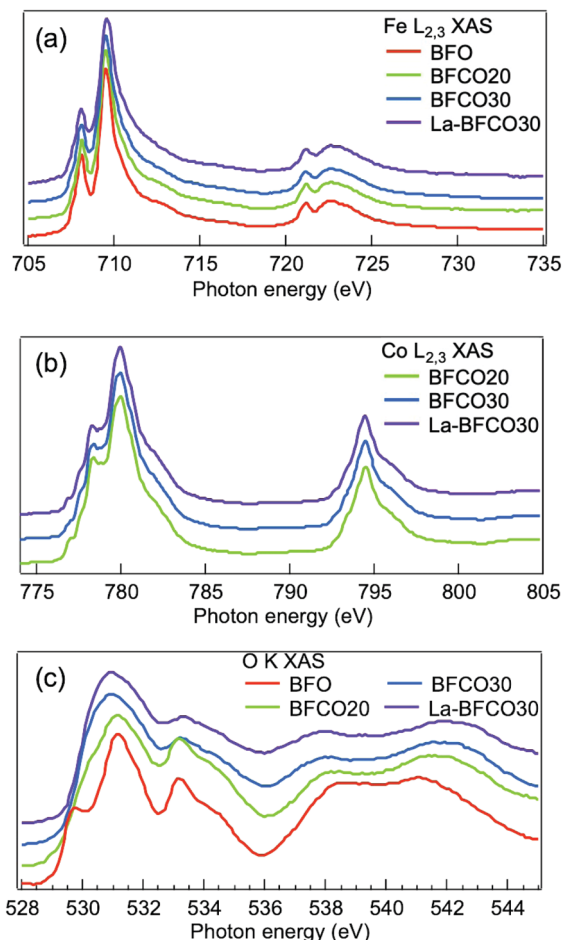 (a)
Fe L₂,₃ XAS
BFO
BFCO20
BFCO30
La-BFCO30
705 710 715 720 725 730 735
Photon energy (eV)
(b)
Co L₂,₃ XAS
BFCO20
BFCO30
La-BFCO30
775 780 785 790 795 800 805
Photon energy (eV)
(c)
O K XAS
BFO BFCO30
BFCO20 La-BFCO30
528 530 532 534 536 542 540 542 544
Photon energy (eV)